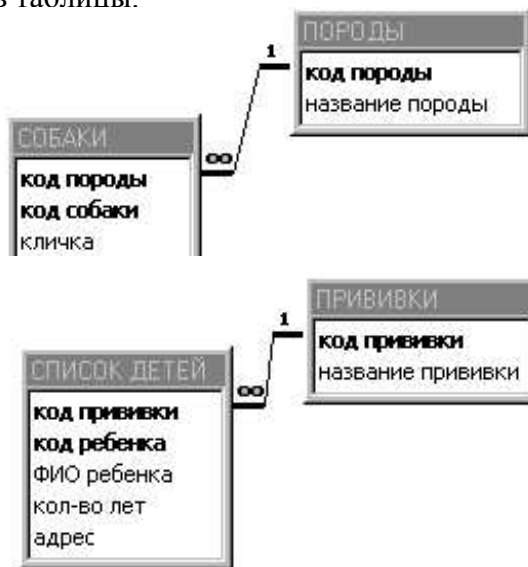 в таблицы.
ПОРОДЫ
1
код породы
название породы
СОБАКИ
∞
код породы
код собаки
кличка
ПРИВИВКИ
1
код прививки
название прививки
СПИСОК ДЕТЕЙ
∞
код прививки
код ребенка
ФИО ребенка
кол-во лет
адрес